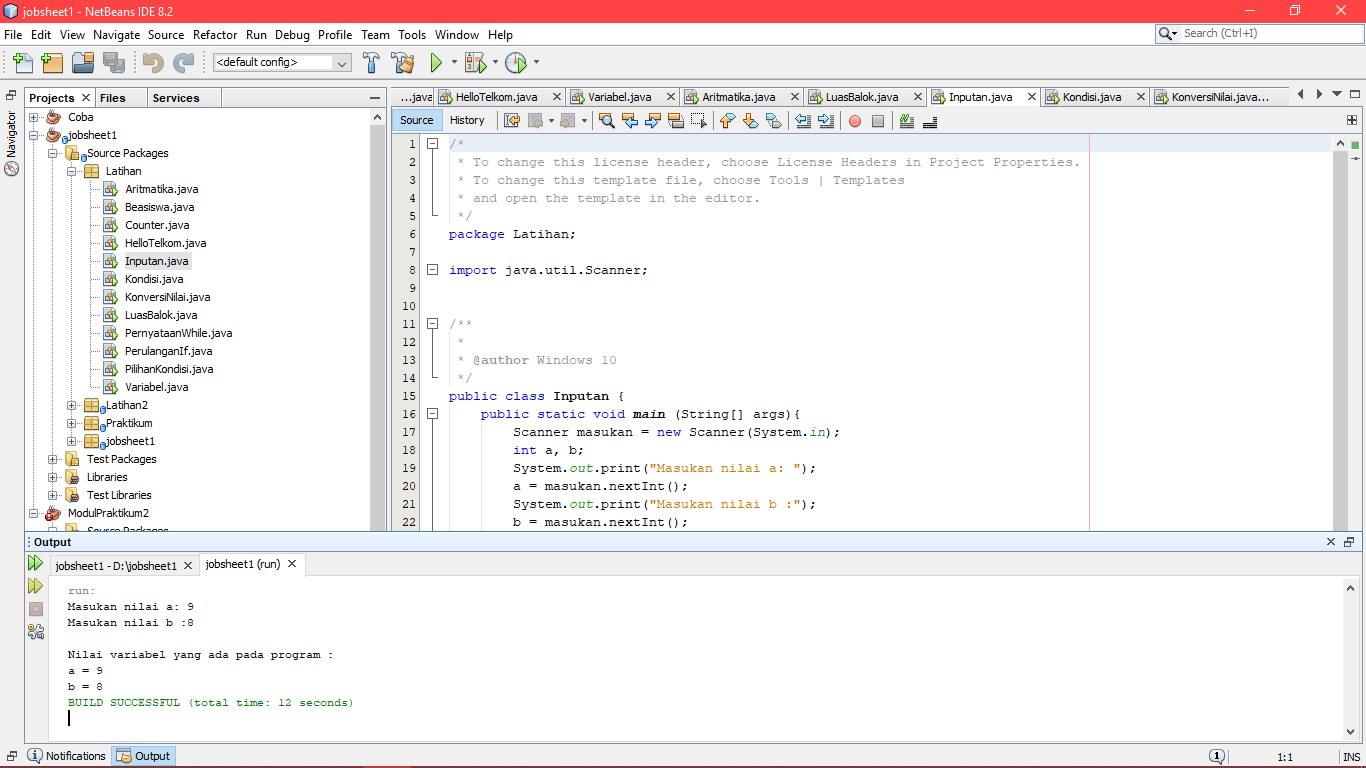 jobsheet1 - NetBeans IDE 8.2
File Edit View Navigate Source Refactor Run Debug Profile Team Tools Window Help
Search (Ctrl+I)
<default config>
Navigator
Projects Files Services
Coba
jobsheet1
Source Packages
Latihan
Aritmatika.java
Beasiswa.java
Counter.java
HelloTelkom.java
Inputan.java
Kondisi.java
KonversiNilai.java
LuasBalok.java
PernyataanWhile.java
PerulanganIf.java
PilihanKondisi.java
Variabel.java
Latihan2
Praktikum
jobsheet1
Test Packages
Libraries
Test Libraries
ModulPraktikum2
Source Packages
...java HelloTelkom.java Variabel.java Aritmatika.java LuasBalok.java Inputan.java Kondisi.java KonversiNilai.java...
Source History
1 /*
2 * To change this license header, choose License Headers in Project Properties.
3 * To change this template file, choose Tools | Templates
4 * and open the template in the editor.
5 */
6 package Latihan;
7
8 import java.util.Scanner;
9
10
11 /**
12 *
13 * @author Windows 10
14 */
15 public class Inputan {
16 public static void main (String[] args){
17 Scanner masukan = new Scanner(System.in);
18 int a, b;
19 System.out.print("Masukan nilai a: ");
20 a = masukan.nextInt();
21 System.out.print("Masukan nilai b :");
22 b = masukan.nextInt();
Output
jobsheet1 - D:\jobsheet1 jobsheet1 (run)
run:
Masukan nilai a: 9
Masukan nilai b :8
Nilai variabel yang ada pada program :
a = 9
b = 8
BUILD SUCCESSFUL (total time: 12 seconds)
Notifications Output
1 1:1 INS